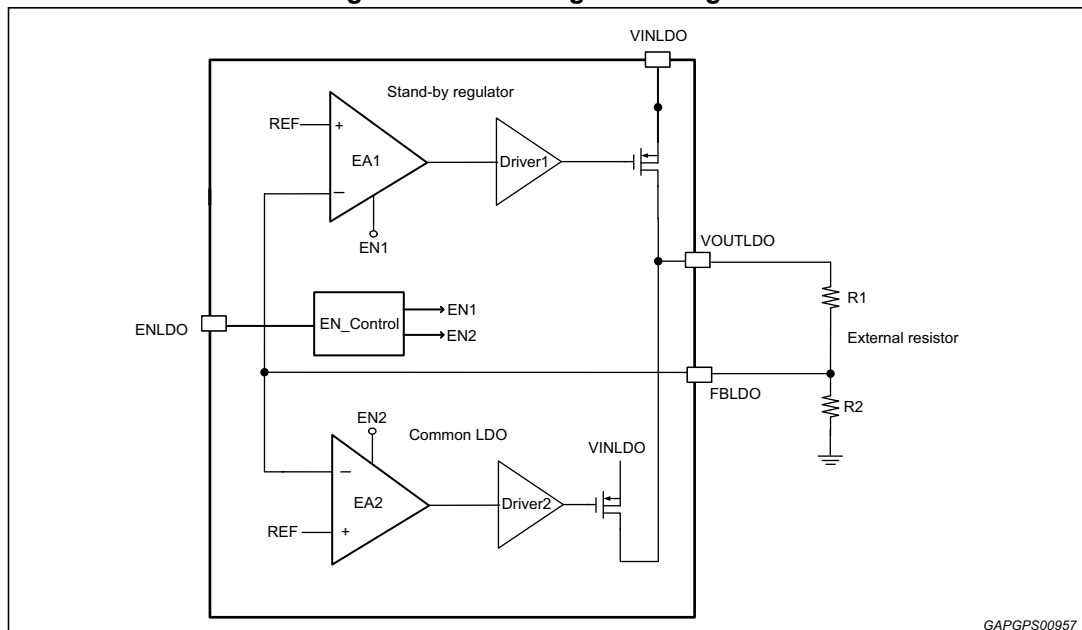 VINLDO
Stand-by regulator
REF
+
EA1
Driver1
−
EN1
VOUTLDO
R1
ENLDO
EN_Control
EN1
EN2
External resistor
FBLDO
R2
EN2
Common LDO
VINLDO
−
EA2
Driver2
REF
+
GAPGPS00957